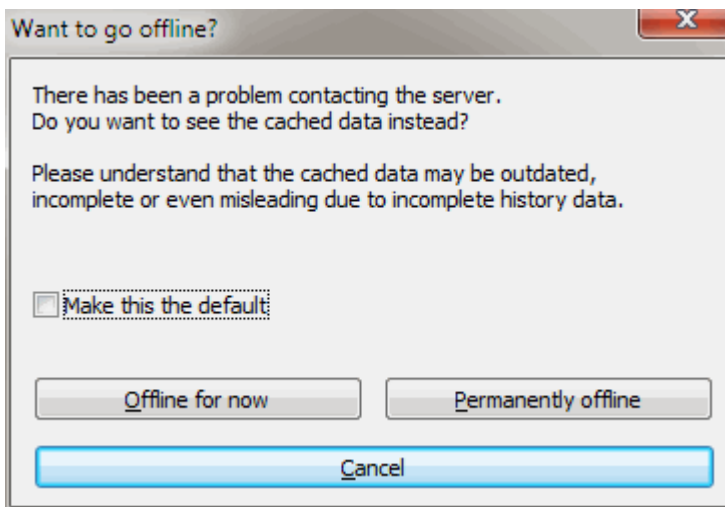 Want to go offline?
There has been a problem contacting the server.
Do you want to see the cached data instead?
Please understand that the cached data may be outdated,
incomplete or even misleading due to incomplete history data.
Make this the default
Offline for now
Permanently offline
Cancel